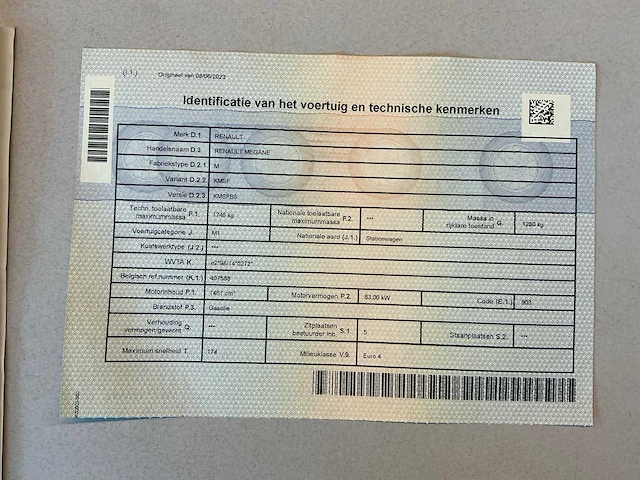 (I.1.) Origineel van 08/06/2023
Identificatie van het voertuig en technische kenmerken
Merk D.1. RENAULT
Handelsnaam D.3. RENAULT MEGANE
Fabriekstype D.2.1. M
Variant D.2.2. KMSF
Versie D.2.3. KMSFB5
Techn. toelaatbare maximummassa F.1. 1745 kg Nationale toelaatbare maximummassa F.2. *** Massa in rijklare toestand G. 1280 kg
Voertuigcategorie J. M1 Nationale aard (J.1.) Stationwagen
Koetswerktype (J.2.) ***
WVTA K.
Belgisch ref.nummer (K.1.)
Motorinhoud P.1. 1461 cm³ Motorvermogen P.2. 63,00 kW Code (E.1.) 903
Brandstof P.3. Gasolie
Verhouding vermogen/gewicht Q. *** Zitplaatsen bestuurder inb. S.1. 5 Staanplaatsen S.2. ***
Maximum snelheid T. 174 Milieuklasse V.9. Euro 4